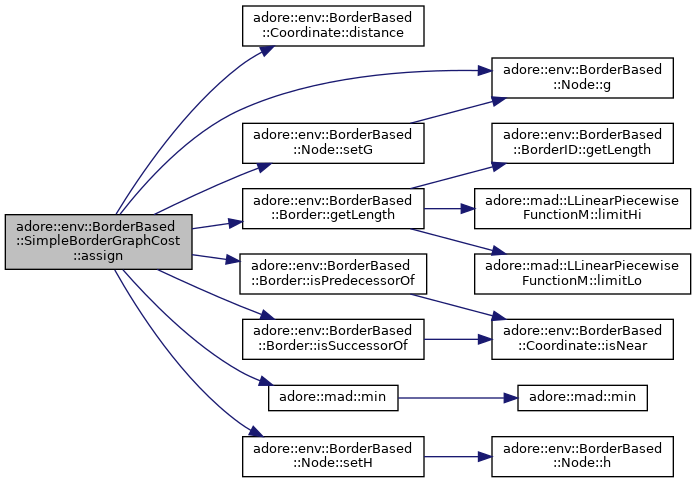 adore::env::BorderBased
::SimpleBorderGraphCost
::assign
adore::env::BorderBased
::Coordinate::distance
adore::env::BorderBased
::Node::g
adore::env::BorderBased
::Node::setG
adore::env::BorderBased
::BorderID::getLength
adore::env::BorderBased
::Border::getLength
adore::mad::LLinearPiecewise
FunctionM::limitHi
adore::env::BorderBased
::Border::isPredecessorOf
adore::mad::LLinearPiecewise
FunctionM::limitLo
adore::env::BorderBased
::Border::isSuccessorOf
adore::env::BorderBased
::Coordinate::isNear
adore::mad::min
adore::mad::min
adore::env::BorderBased
::Node::setH
adore::env::BorderBased
::Node::h